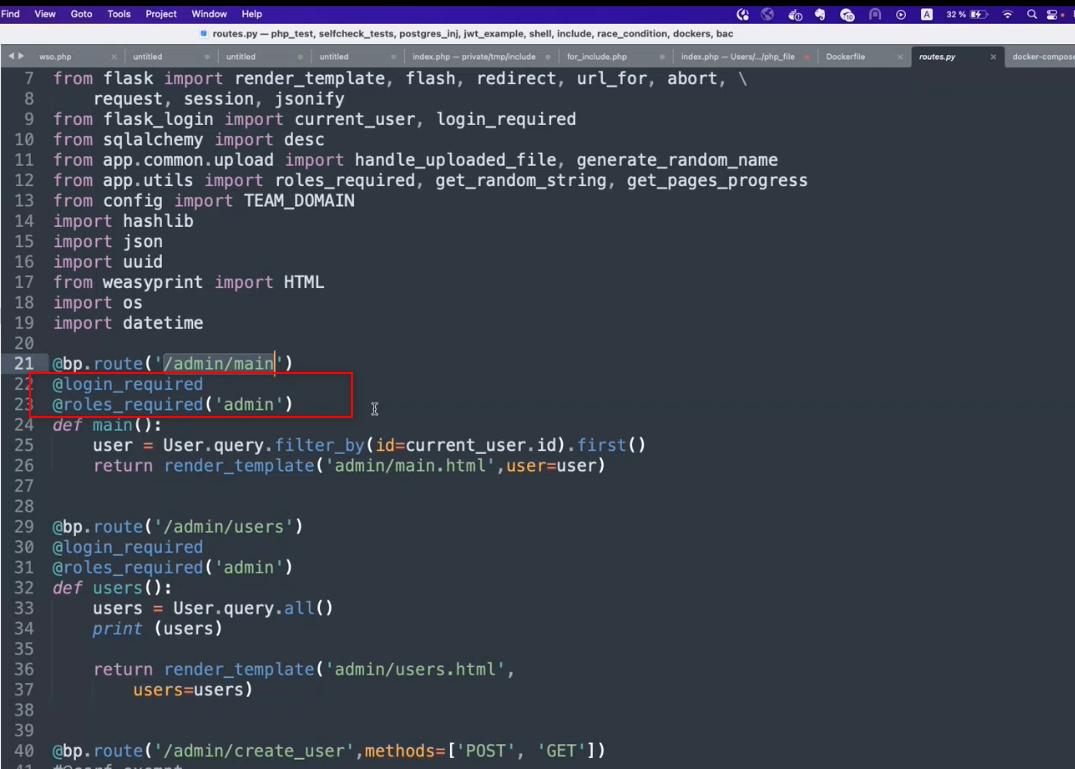 Find View Goto Tools Project Window Help A 32 %
routes.py — php_test, selfcheck_tests, postgres_inj, jwt_example, shell, include, race_condition, dockers, bac
wso.php × untitled untitled untitled index.php — private/tmp/include for_include.php index.php — Users/.../php_file Dockerfile × routes.py × docker-compose
7 from flask import render_template, flash, redirect, url_for, abort, \
8 request, session, jsonify
9 from flask_login import current_user, login_required
10 from sqlalchemy import desc
11 from app.common.upload import handle_uploaded_file, generate_random_name
12 from app.utils import roles_required, get_random_string, get_pages_progress
13 from config import TEAM_DOMAIN
14 import hashlib
15 import json
16 import uuid
17 from weasyprint import HTML
18 import os
19 import datetime
20
21 @bp.route('/admin/main')
22 @login_required
23 @roles_required('admin')
24 def main():
25 user = User.query.filter_by(id=current_user.id).first()
26 return render_template('admin/main.html',user=user)
27
28
29 @bp.route('/admin/users')
30 @login_required
31 @roles_required('admin')
32 def users():
33 users = User.query.all()
34 print (users)
35
36 return render_template('admin/users.html',
37 users=users)
38
39
40 @bp.route('/admin/create_user',methods=['POST', 'GET'])